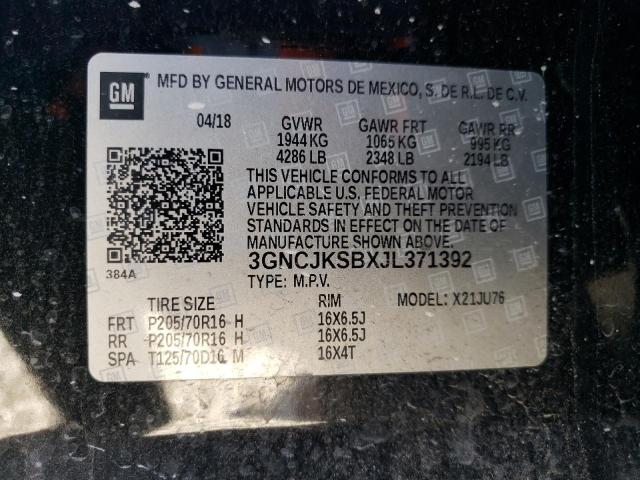 GM MFD BY GENERAL MOTORS DE MEXICO, S. DE R.L. DE C.V.
04/18 GVWR GAWR FRT GAWR RR
1944 KG 1065 KG 995 KG
4286 LB 2348 LB 2194 LB
THIS VEHICLE CONFORMS TO ALL
APPLICABLE U.S. FEDERAL MOTOR
VEHICLE SAFETY AND THEFT PREVENTION
STANDARDS IN EFFECT ON THE DATE OF
MANUFACTURE SHOWN ABOVE.
384A 3GNCJKSBXJL371392
TYPE: M.P.V.
TIRE SIZE RIM MODEL: X21JU76
FRT P205/70R16 H 16X6.5J
RR P205/70R16 H 16X6.5J
SPA T125/70D16 M 16X4T